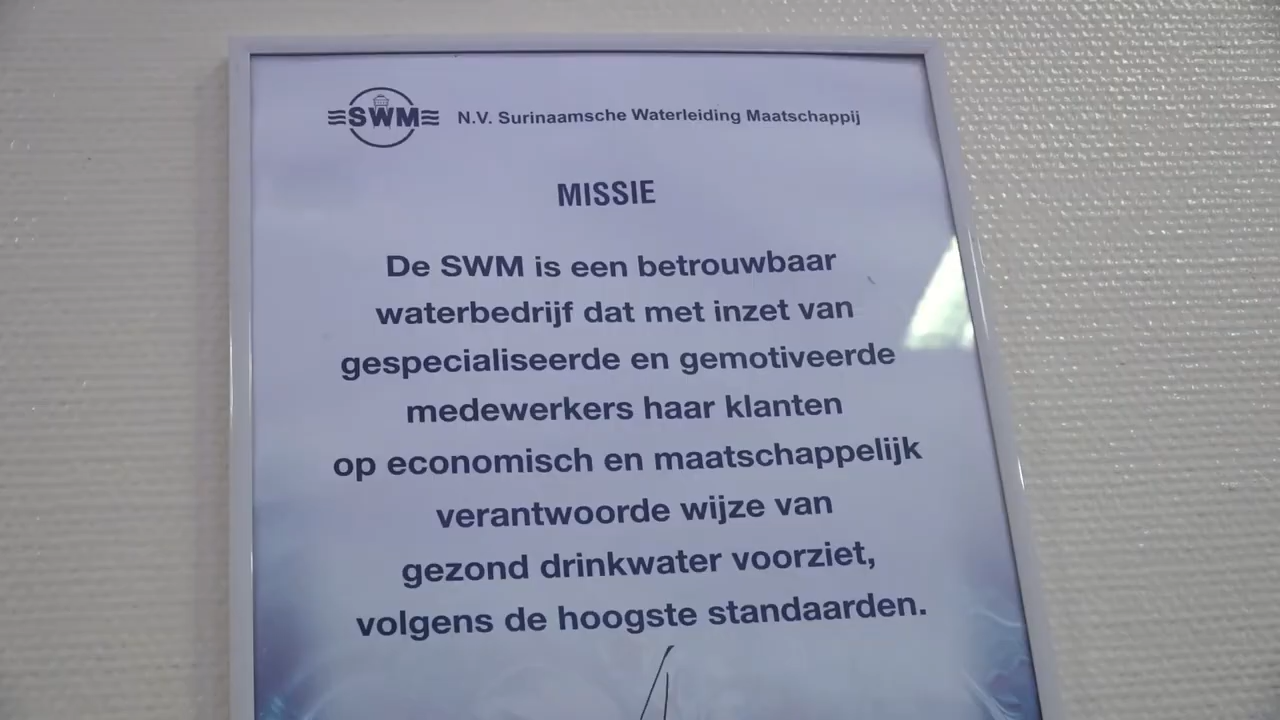 SWM N.V. Surinaamsche Waterleiding Maatschappij
MISSIE
De SWM is een betrouwbaar
waterbedrijf dat met inzet van
gespecialiseerde en gemotiveerde
medewerkers haar klanten
op economisch en maatschappelijk
verantwoorde wijze van
gezond drinkwater voorziet,
volgens de hoogste standaarden.